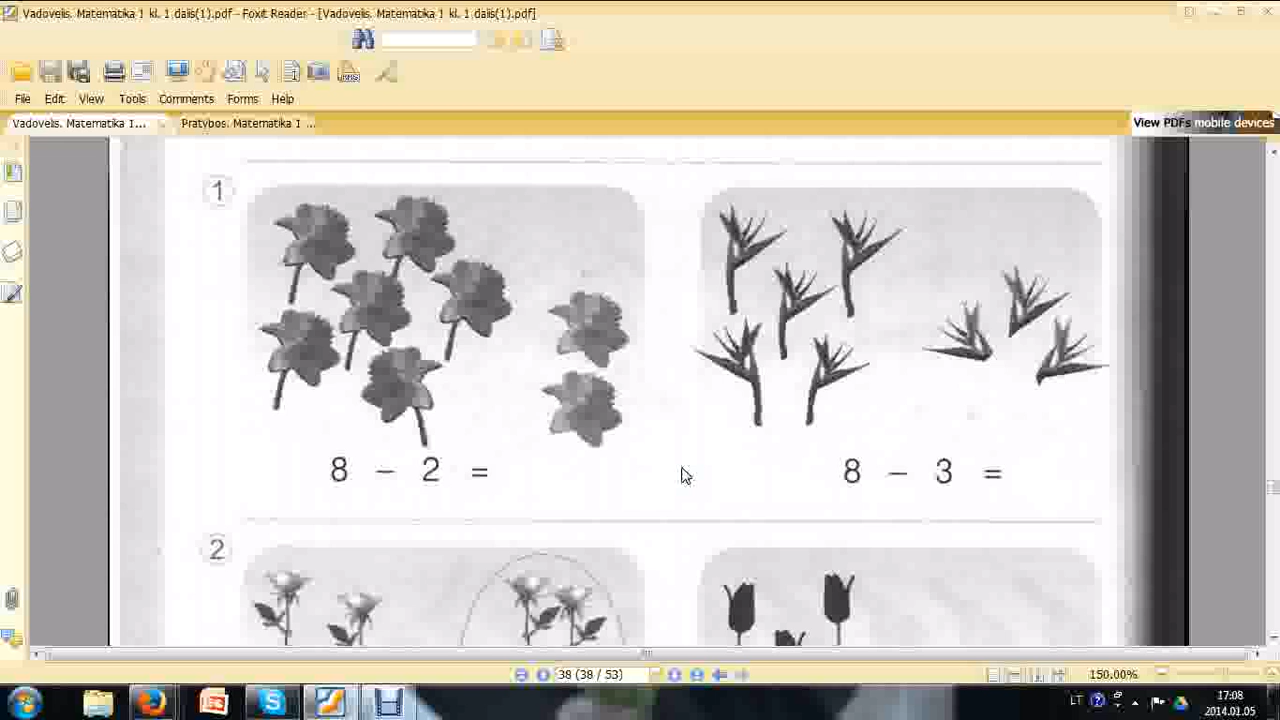 Vadovelis. Matematika 1 kl. 1 dalis(1).pdf - Foxit Reader - [Vadovelis. Matematika 1 kl. 1 dalis(1).pdf]
File Edit View Tools Comments Forms Help
Vadovelis. Matematika 1... Pratybos. Matematika 1 ...
View PDFs mobile devices
1
8 - 2 =
8 - 3 =
2
38 (38 / 53)
150.00%
LT
17:08
2014.01.05